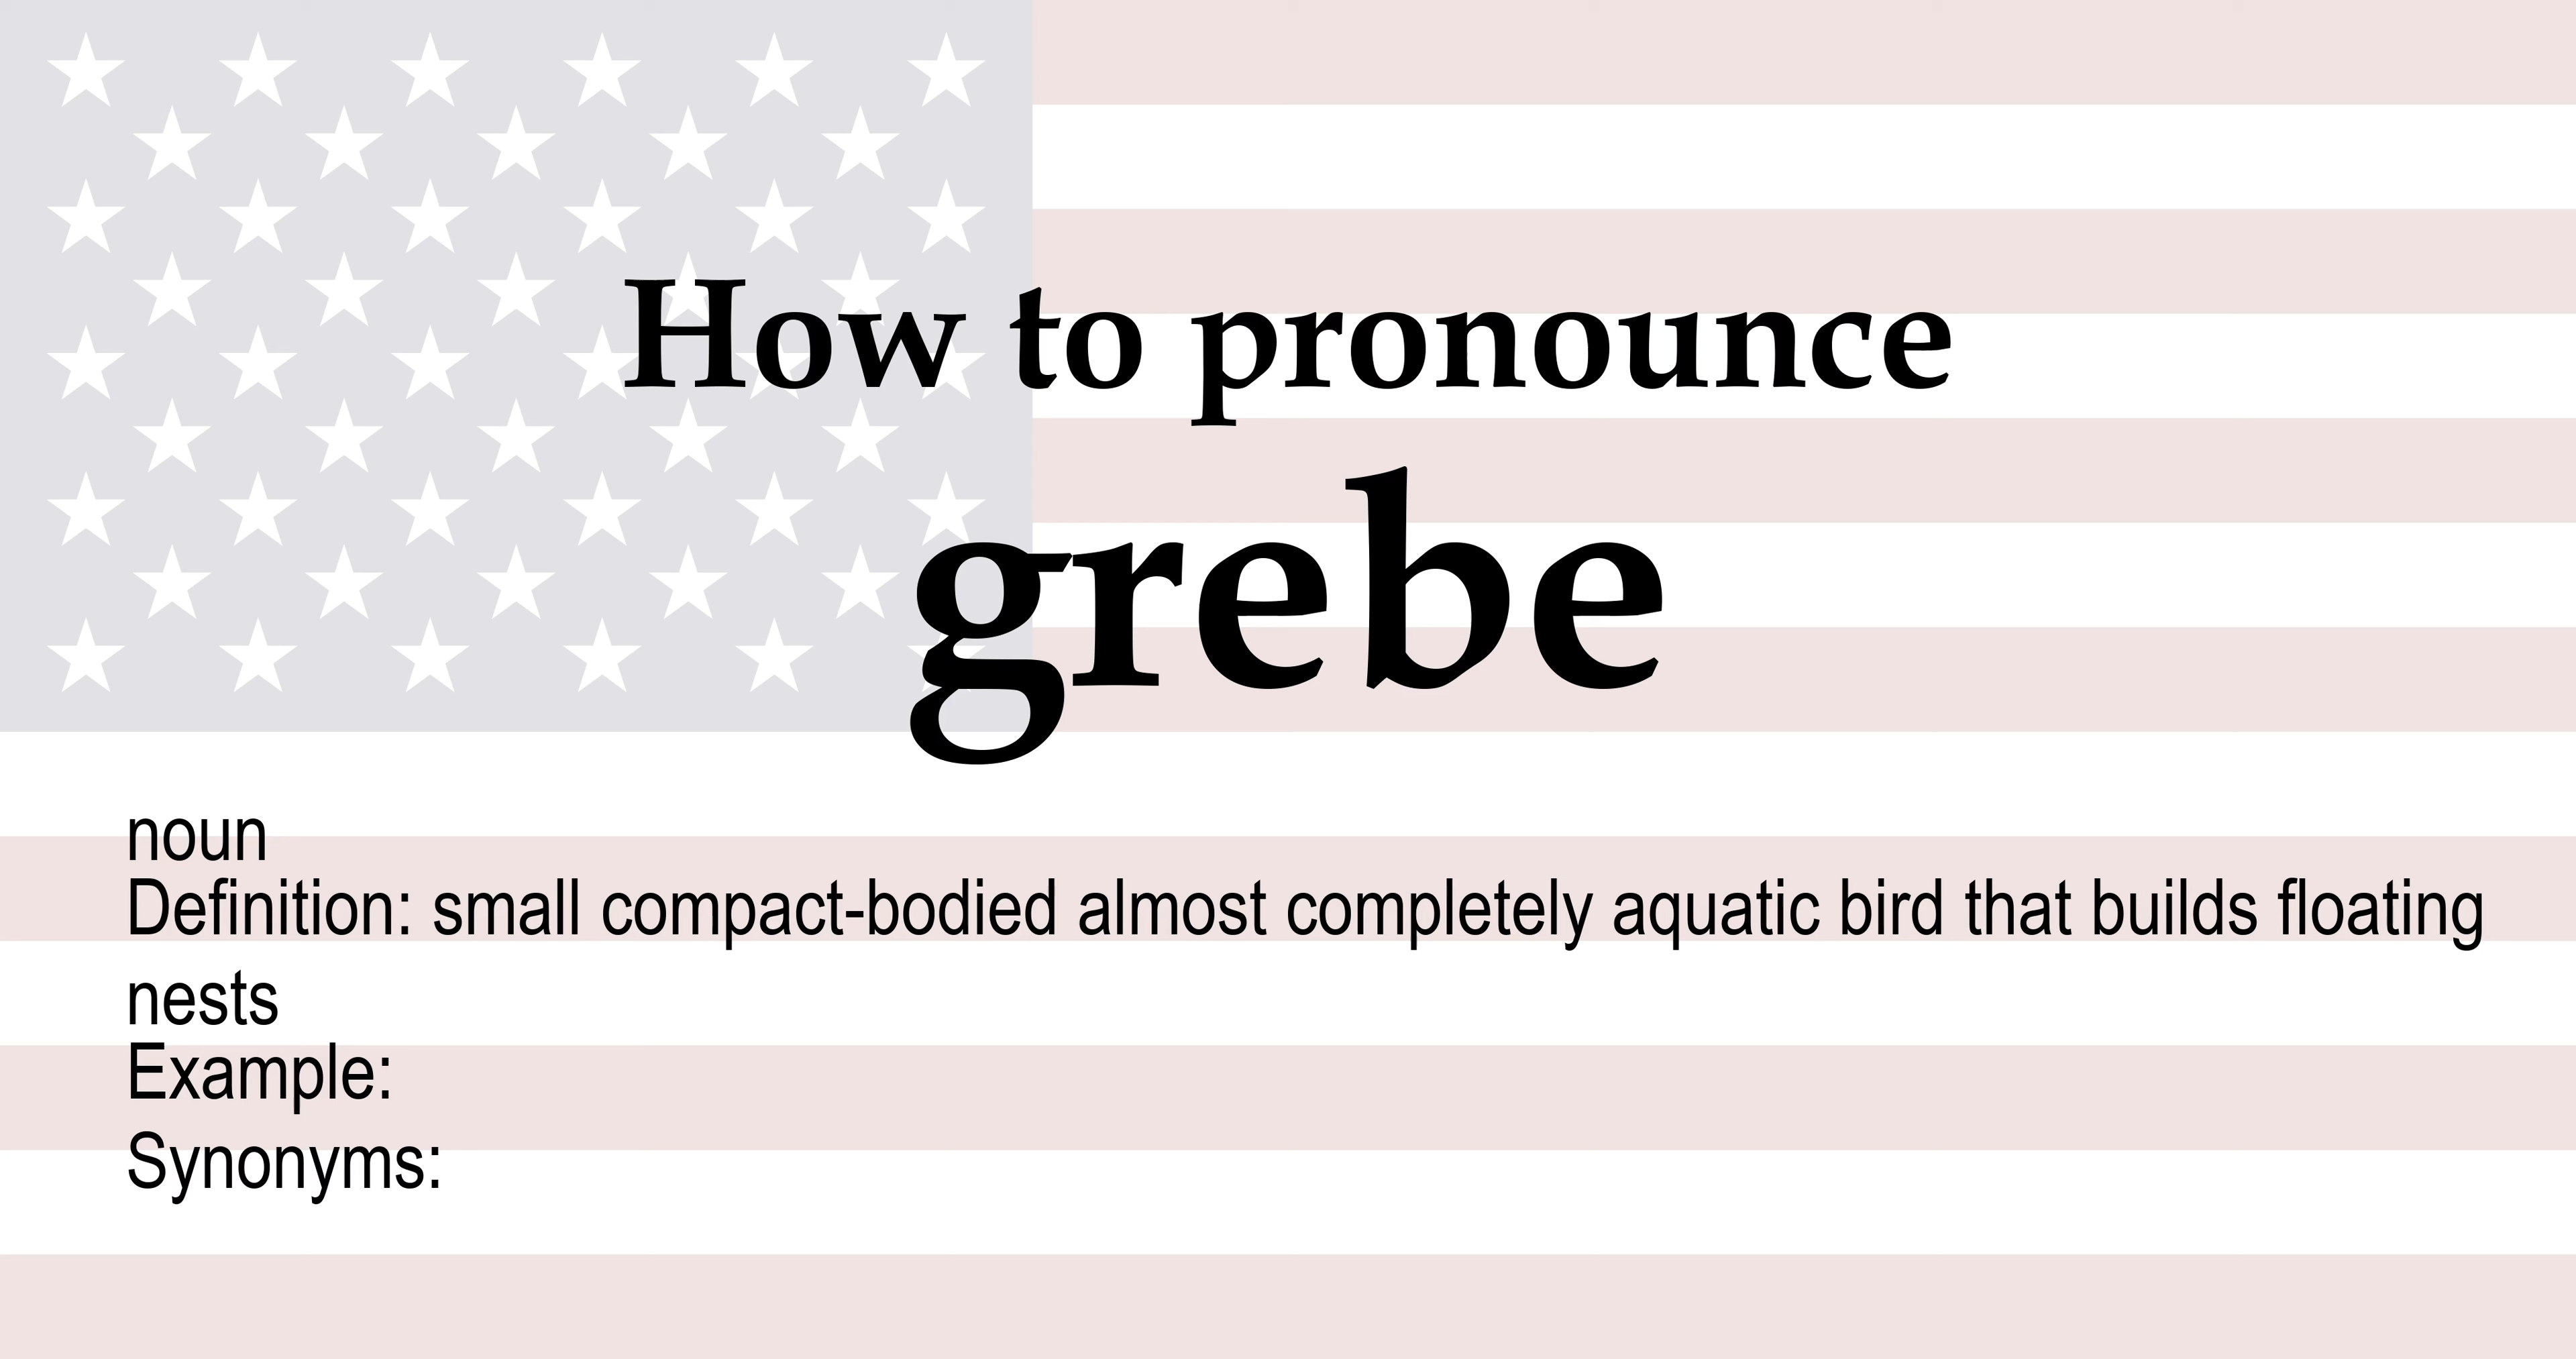 How to pronounce
grebe
noun
Definition: small compact-bodied almost completely aquatic bird that builds floating
nests
Example:
Synonyms: